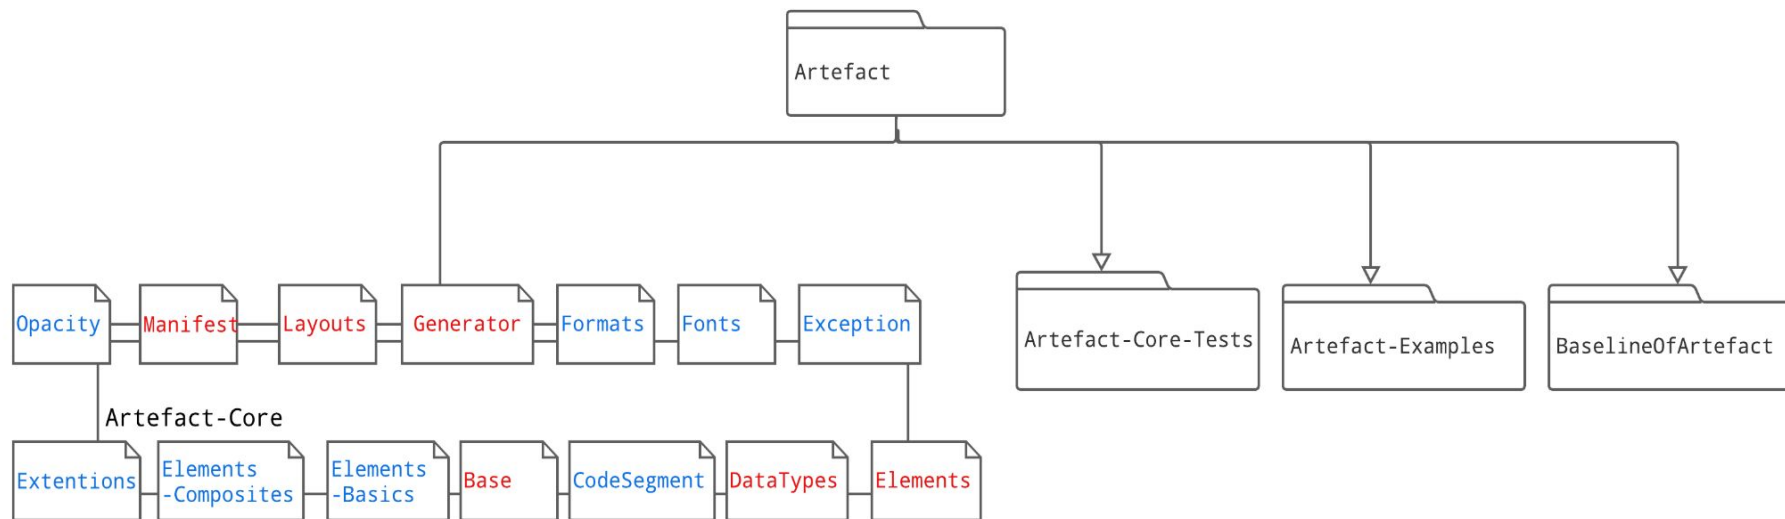 Artefact
Opacity
Manifest
Layouts
Generator
Formats
Fonts
Exception
Artefact-Core-Tests
Artefact-Examples
BaselineOfArtefact
Artefact-Core
Extentions
Elements
-Composites
Elements
-Basics
Base
CodeSegment
DataTypes
Elements